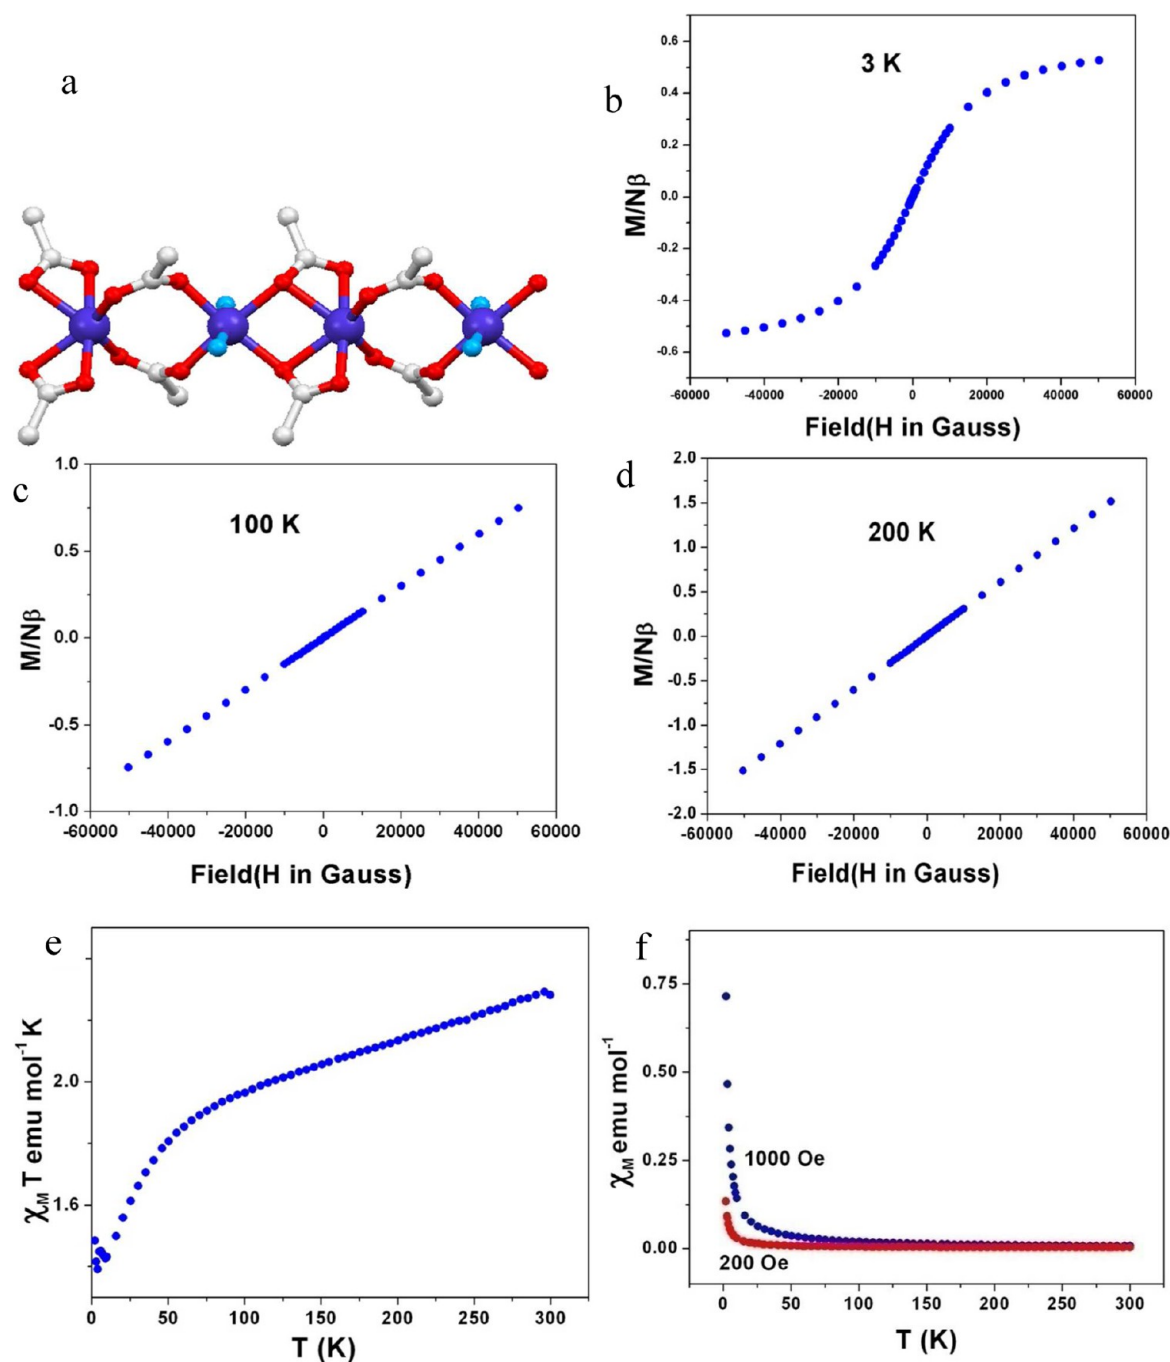 a
b
3 K
0.6
0.4
0.2
0.0
-0.2
-0.4
-0.6
M/Nβ
-60000 -40000 -20000 0 20000 40000 60000
Field(H in Gauss)
c
100 K
1.0
0.5
0.0
-0.5
-1.0
M/Nβ
-60000 -40000 -20000 0 20000 40000 60000
Field(H in Gauss)
d
200 K
2.0
1.5
1.0
0.5
0.0
-0.5
-1.0
-1.5
-2.0
M/Nβ
-60000 -40000 -20000 0 20000 40000 60000
Field(H in Gauss)
e
2.0
1.6
χM T emu mol⁻¹ K
0 50 100 150 200 250 300
T (K)
f
0.75
0.50
0.25
0.00
χM emu mol⁻¹
1000 Oe
200 Oe
0 50 100 150 200 250 300
T (K)